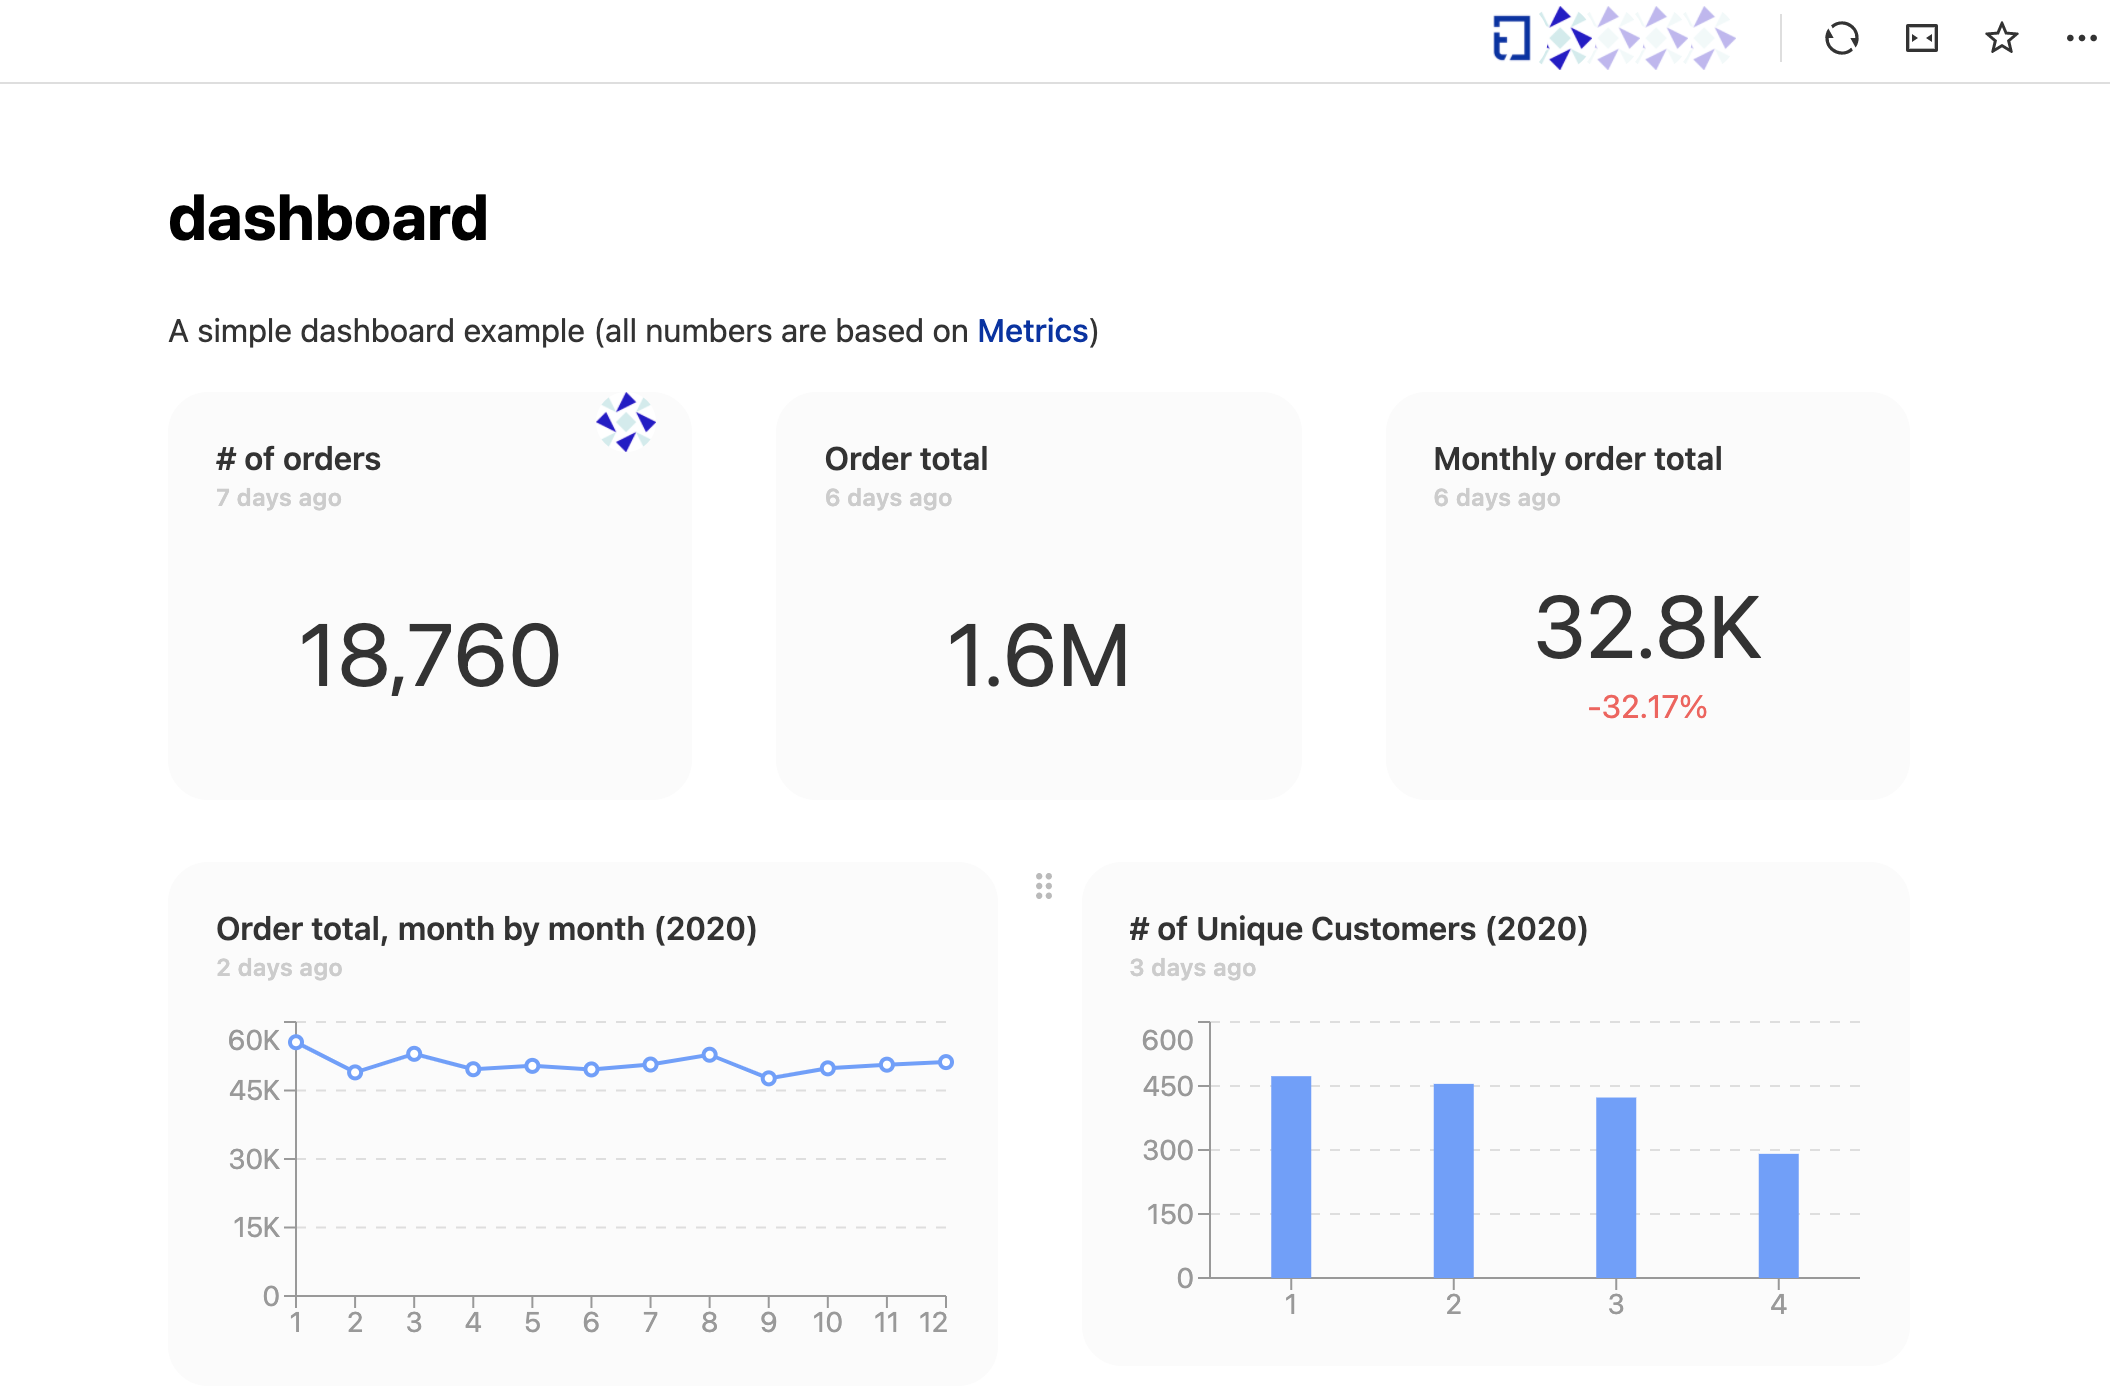 dashboard
A simple dashboard example (all numbers are based on Metrics)
# of orders
7 days ago
18,760
Order total
6 days ago
1.6M
Monthly order total
6 days ago
32.8K
-32.17%
Order total, month by month (2020)
2 days ago
60K
45K
30K
15K
0
1 2 3 4 5 6 7 8 9 10 11 12
# of Unique Customers (2020)
3 days ago
600
450
300
150
0
1 2 3 4